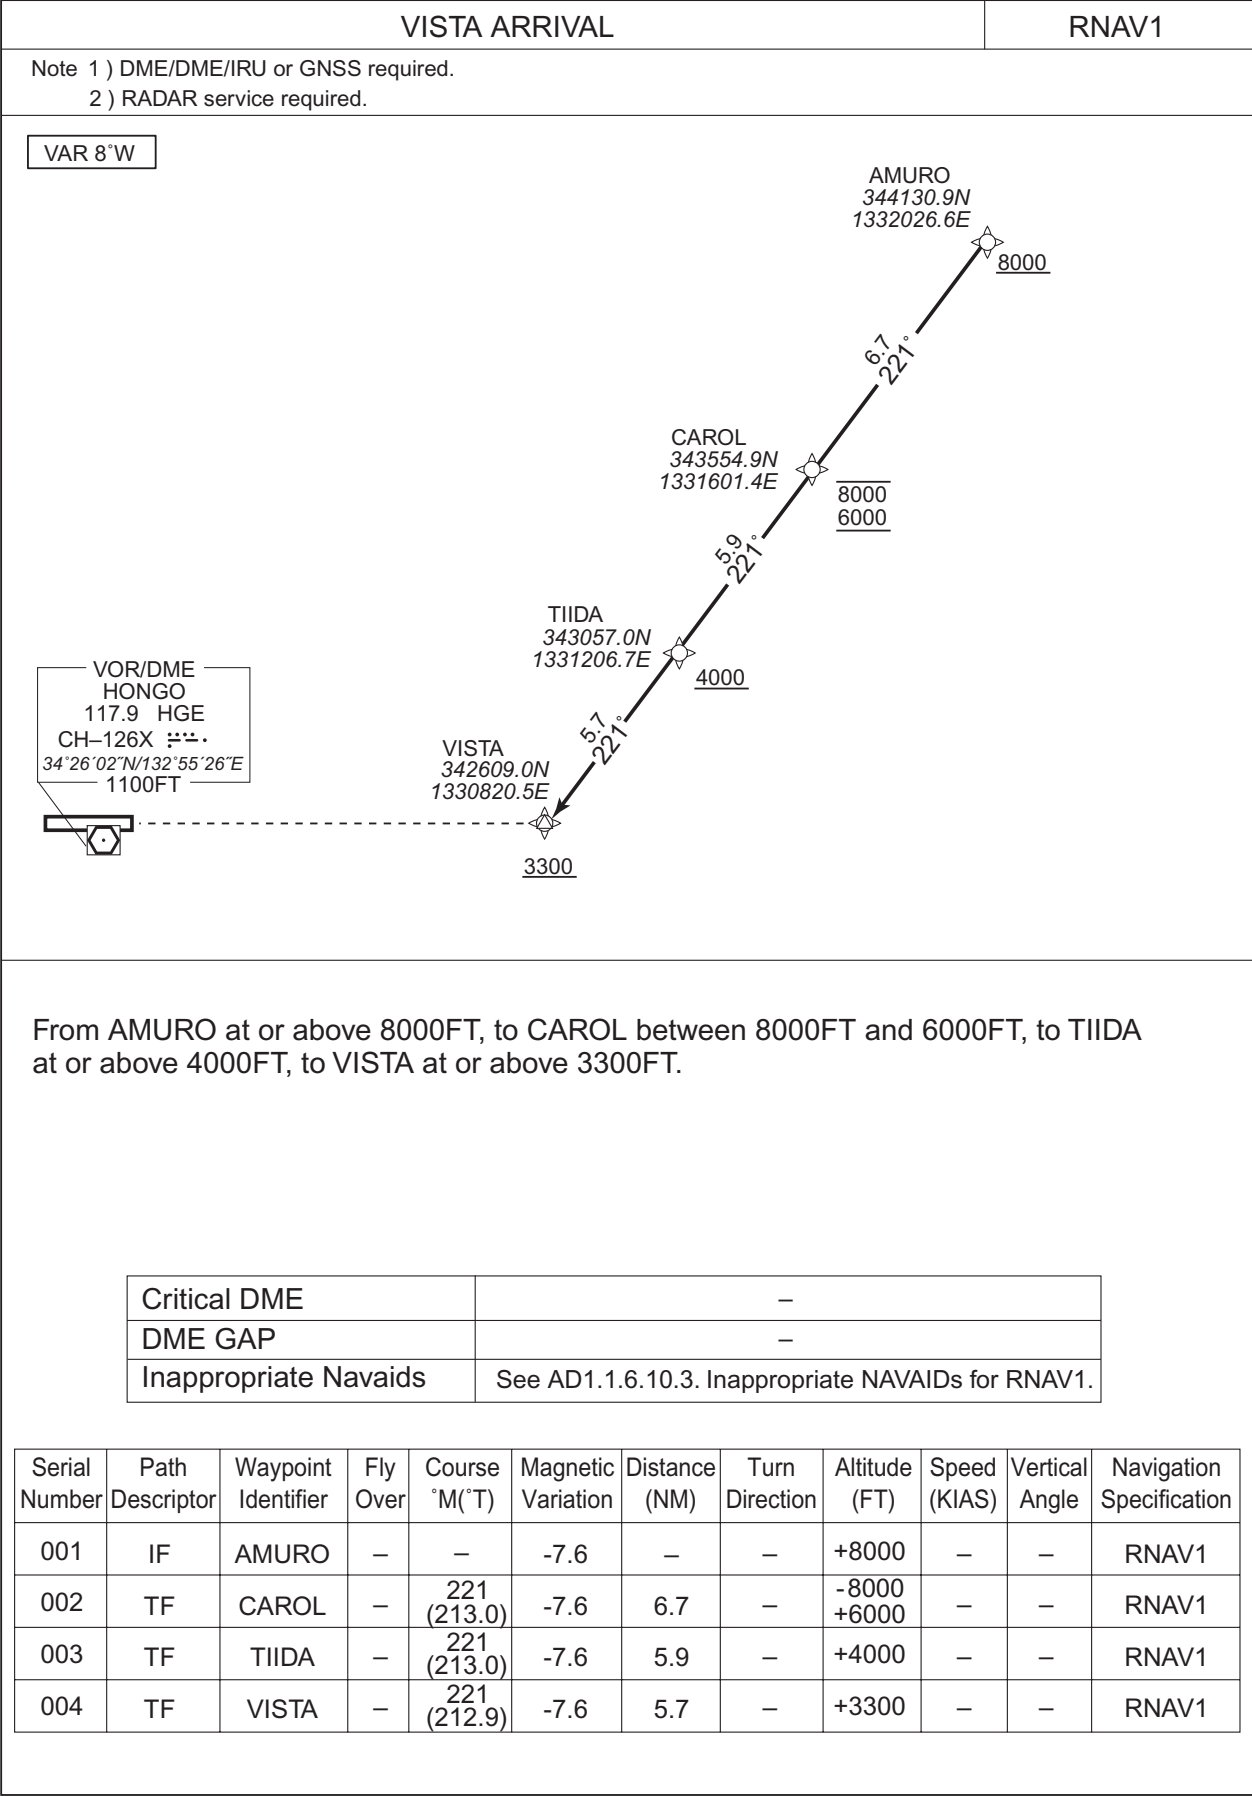 VISTA ARRIVAL RNAV1
Note 1 ) DME/DME/IRU or GNSS required.
2 ) RADAR service required.
VAR 8°W
AMURO
344130.9N
1332026.6E
8000
6.7
221°
CAROL
343554.9N
1331601.4E
8000
6000
5.9
221°
TIIDA
343057.0N
1331206.7E
4000
5.7
221°
VOR/DME
HONGO
117.9 HGE
CH–126X
34°26′02″N/132°55′26″E
1100FT
VISTA
342609.0N
1330820.5E
3300
From AMURO at or above 8000FT, to CAROL between 8000FT and 6000FT, to TIIDA
at or above 4000FT, to VISTA at or above 3300FT.
Critical DME –
DME GAP –
Inappropriate Navaids See AD1.1.6.10.3. Inappropriate NAVAIDs for RNAV1.
Serial Path Waypoint Fly Course Magnetic Distance Turn Altitude Speed Vertical Navigation
Number Descriptor Identifier Over °M(°T) Variation (NM) Direction (FT) (KIAS) Angle Specification
001 IF AMURO – – -7.6 – – +8000 – – RNAV1
002 TF CAROL – 221 (213.0) -7.6 6.7 – -8000 +6000 – – RNAV1
003 TF TIIDA – 221 (213.0) -7.6 5.9 – +4000 – – RNAV1
004 TF VISTA – 221 (212.9) -7.6 5.7 – +3300 – – RNAV1